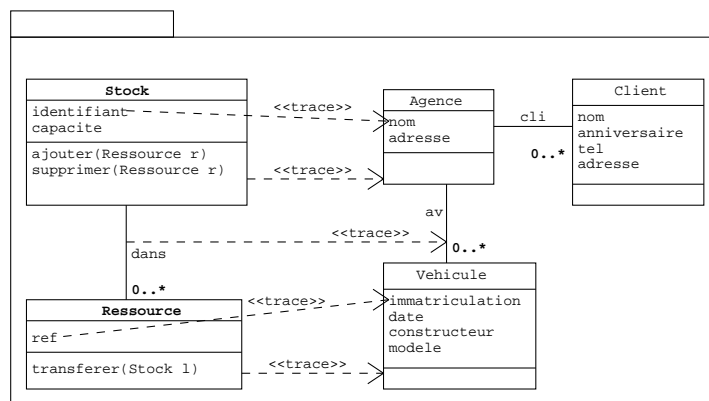 Stock
identifiant
capacite
ajouter(Ressource r)
supprimer(Ressource r)
<<trace>>
<<trace>>
Agence
nom
adresse
cli
0..*
Client
nom
anniversaire
tel
adresse
dans
0..*
<<trace>>
av
0..*
Ressource
ref
transferer(Stock l)
<<trace>>
<<trace>>
Vehicule
immatriculation
date
constructeur
modele